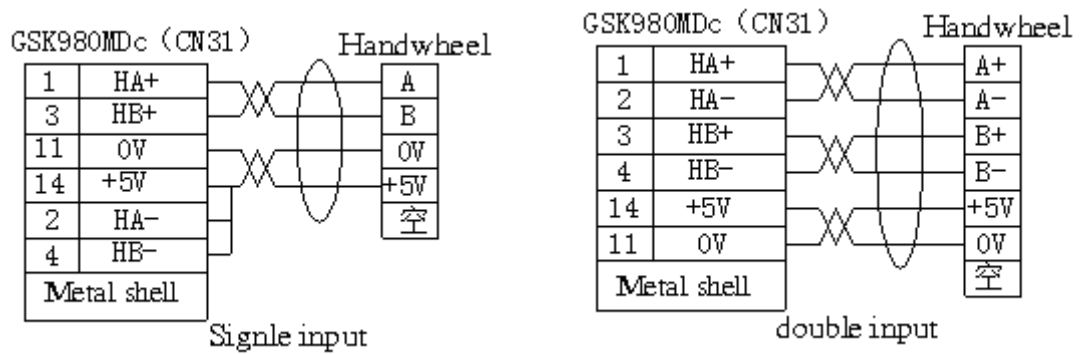 GSK980MDc (CN31) Handwheel
1 HA+ A
3 HB+ B
11 0V 0V
14 +5V +5V
2 HA- 空
4 HB-
Metal shell
Signle input
GSK980MDc (CN31) Handwheel
1 HA+ A+
2 HA- A-
3 HB+ B+
4 HB- B-
14 +5V +5V
11 0V 0V
Metal shell 空
double input